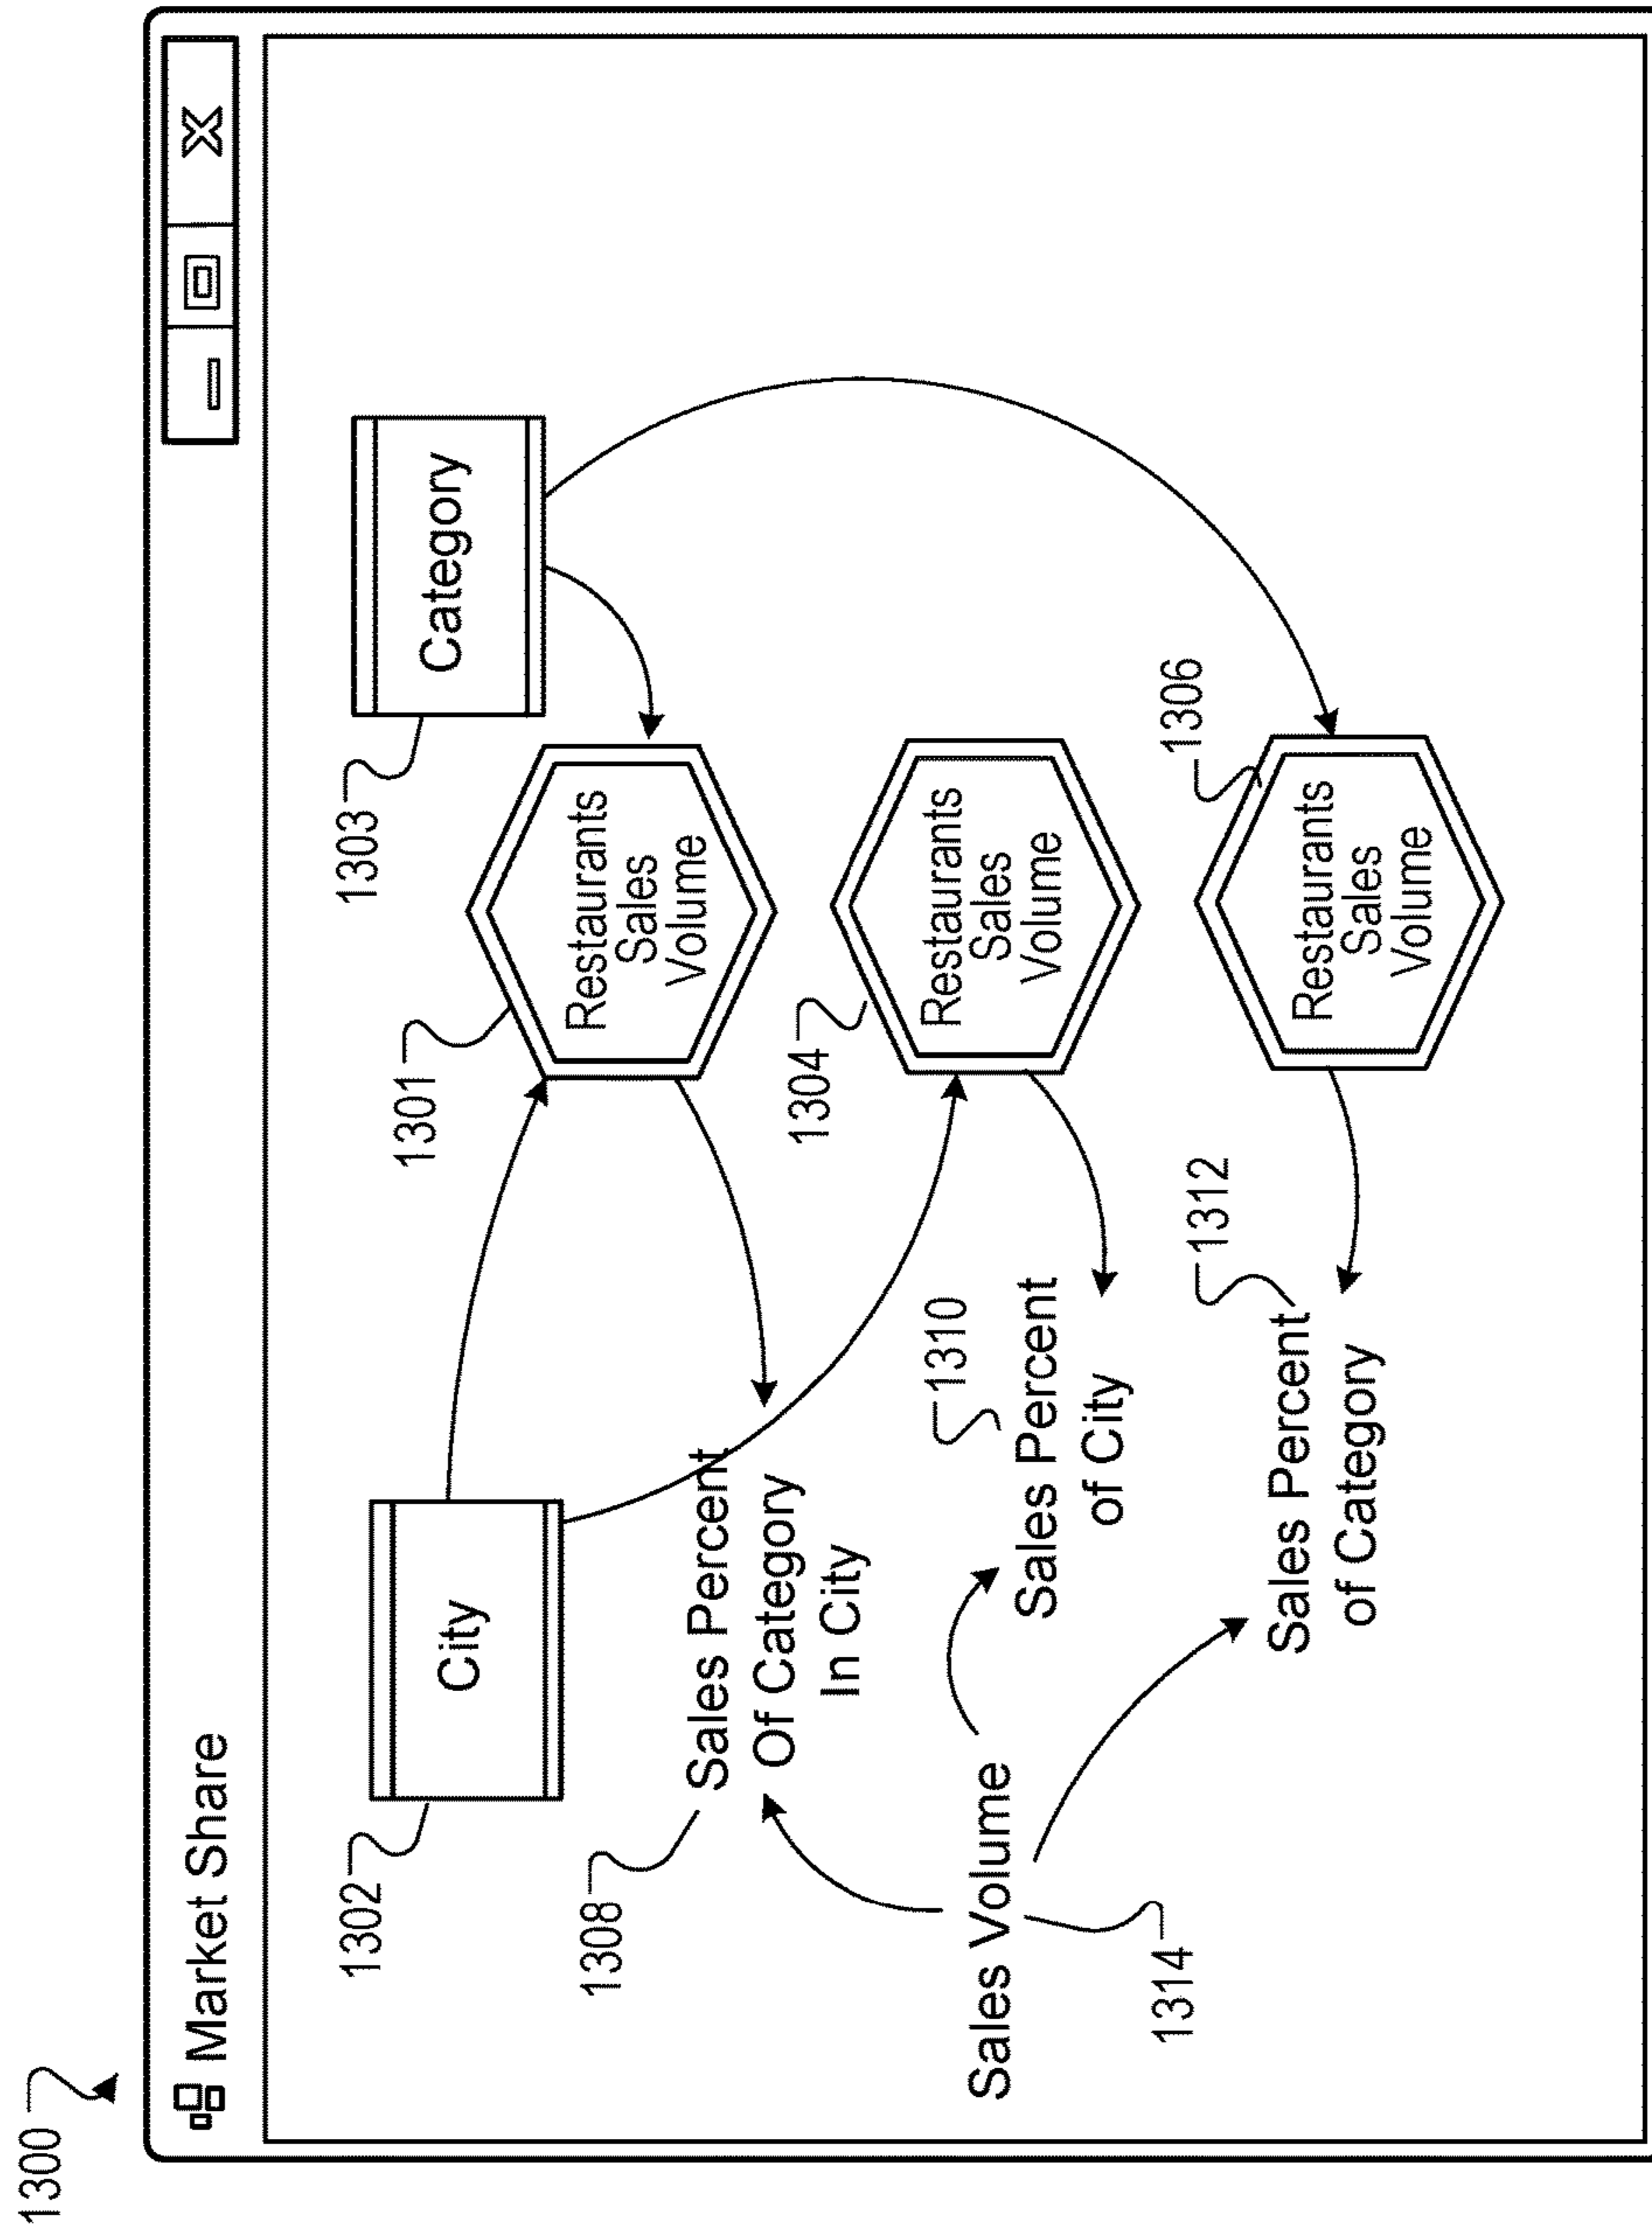 1300
Market Share
1302
City
1303
Category
1301
Restaurants
Sales
Volume
1308
Sales Percent
Of Category
In City
1304
Restaurants
Sales
Volume
1310
Sales Percent
of City
Sales Volume
1314
1306
Restaurants
Sales
Volume
1312
Sales Percent
of Category